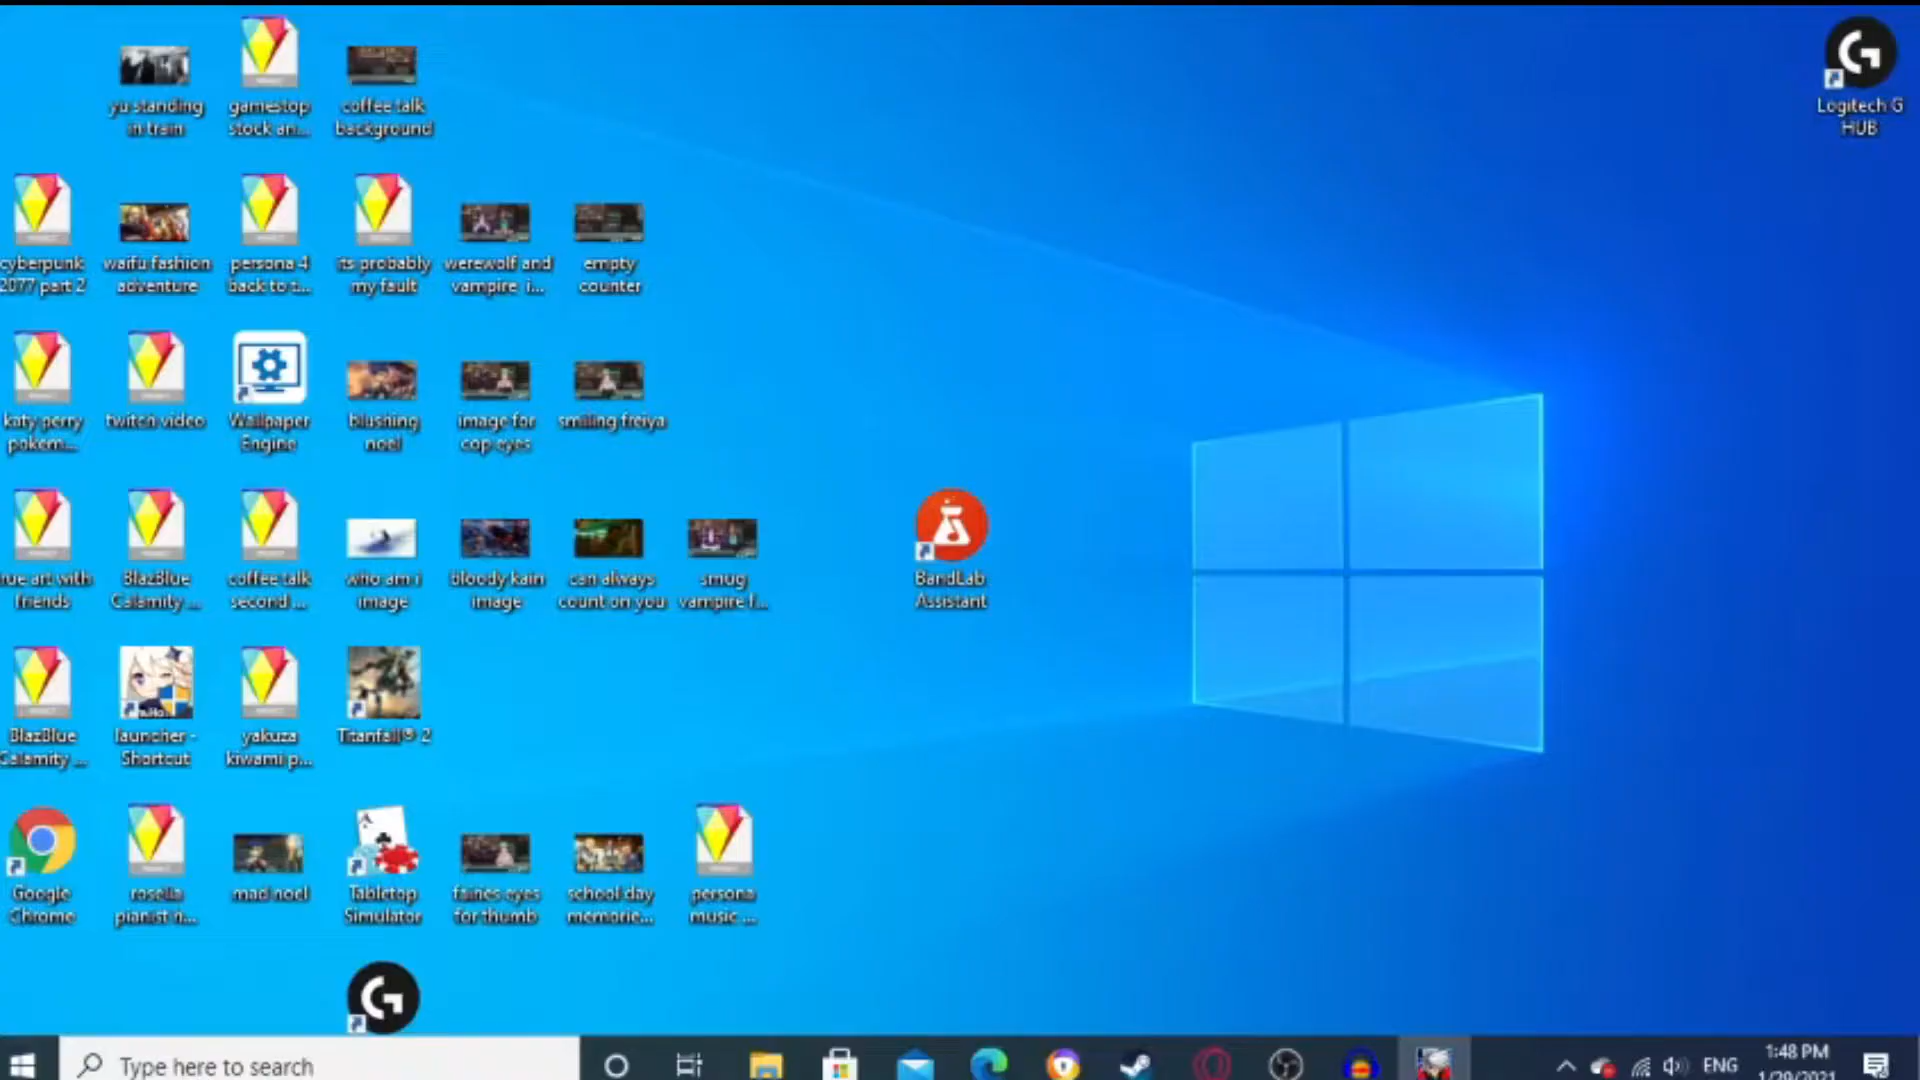 yu standing
in train
gamestop
stock an...
coffee talk
background
Logitech G
HUB
cyberpunk
2077 part 2
waifu fashion
adventure
persona 4
back to t...
its probably
my fault
werewolf and
vampire i...
empty
counter
katy perry
pokem...
twitch video
Wallpaper
Engine
blushing
noel
image for
cop eyes
smiling freiya
art with
friends
BlazBlue
Calamity ...
coffee talk
second ...
who am i
image
bloody kain
image
can always
count on you
smug
vampire f...
BandLab
Assistant
BlazBlue
Calamity ...
launcher -
Shortcut
yakuza
kiwami p...
Titanfall® 2
Google
Chrome
roselia
pianist n...
mad noel
Tabletop
Simulator
fairies eyes
for thumb
school day
memorie...
persona
music ...
Type here to search
ENG
1:48 PM
1/29/2021